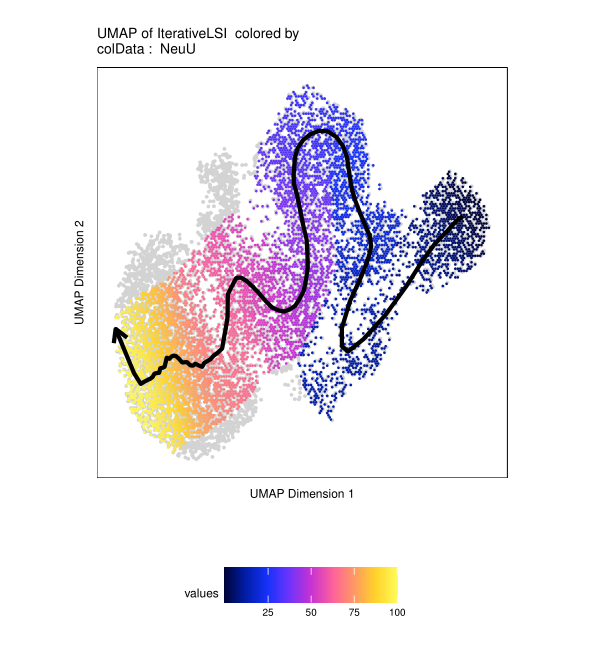 UMAP of IterativeLSI  colored by
colData :  NeuU
UMAP Dimension 2
UMAP Dimension 1
values
25 50 75 100